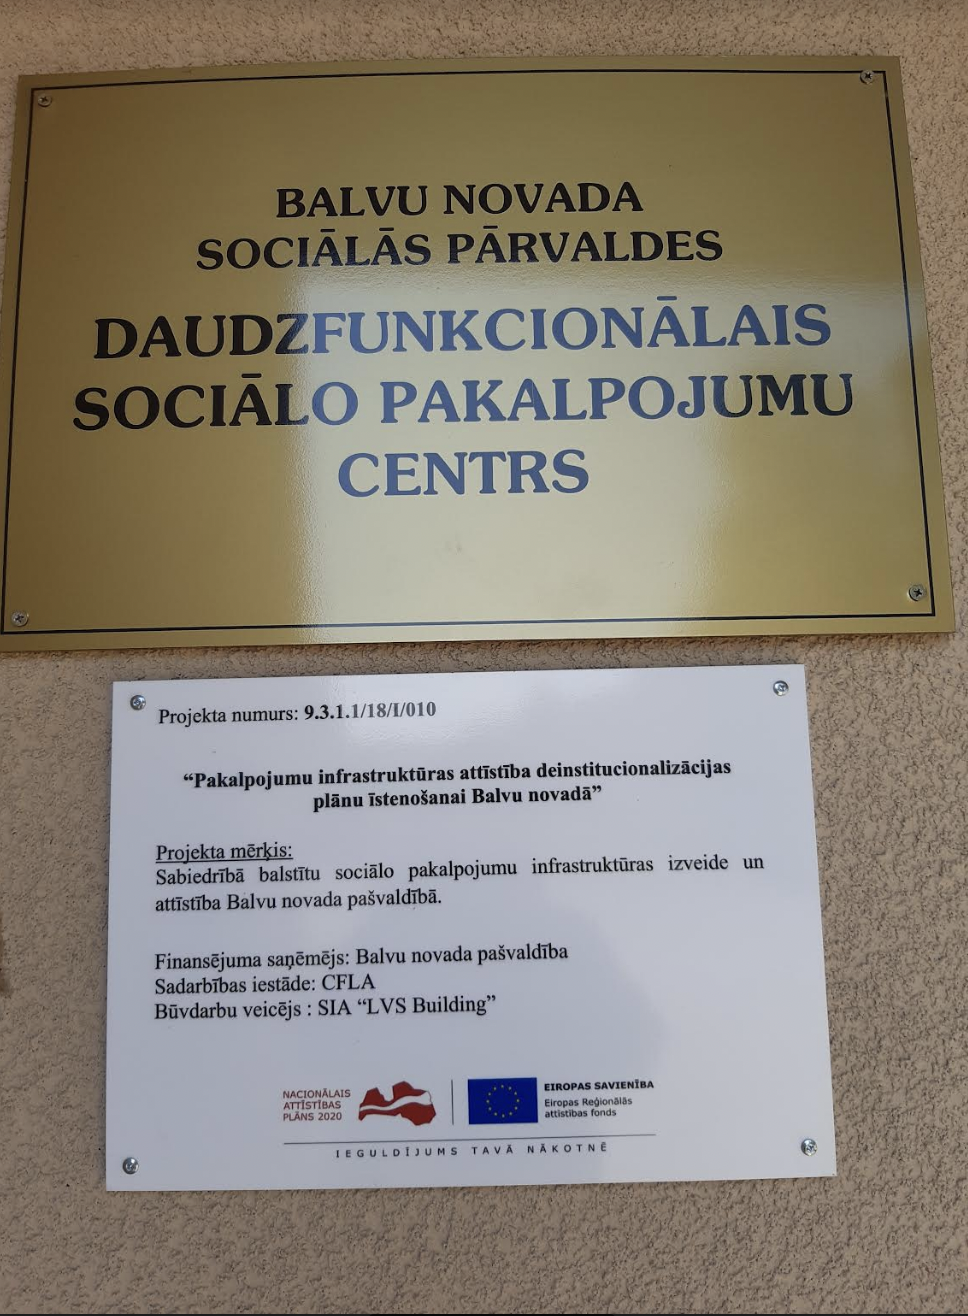 BALVU NOVADA
SOCIĀLĀS PĀRVALDES
DAUDZFUNKCIONĀLAIS
SOCIĀLO PAKALPOJUMU
CENTRS
Projekta numurs: 9.3.1.1/18/I/010
“Pakalpojumu infrastruktūras attīstība deinstitucionalizācijas
plānu īstenošanai Balvu novadā”
Projekta mērķis:
Sabiedrībā balstītu sociālo pakalpojumu infrastruktūras izveide un
attīstība Balvu novada pašvaldībā.
Finansējuma saņēmējs: Balvu novada pašvaldība
Sadarbības iestāde: CFLA
Būvdarbu veicējs : SIA “LVS Building”
NACIONĀLAIS
ATTĪSTĪBAS
PLĀNS 2020
EIROPAS SAVIENĪBA
Eiropas Reģionālās
attīstības fonds
IEGULDĪJUMS TAVĀ NĀKOTNĒ